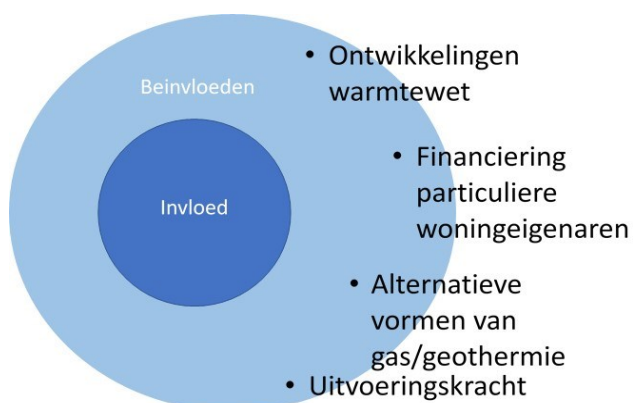 Beinvloeden
Invloed
• Ontwikkelingen
warmtewet
• Financiering
particuliere
woningeigenaren
• Alternatieve
vormen van
gas/geothermie
• Uitvoeringskracht